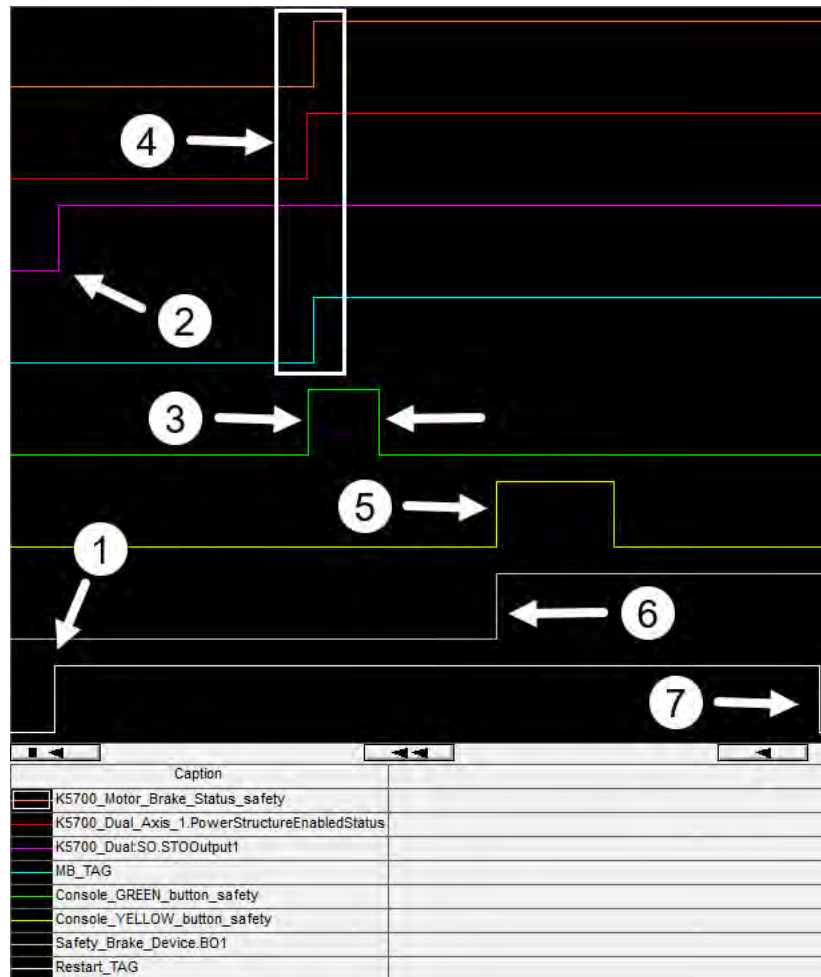 4
2
3
5
1
6
7
Caption
K5700_Motor_Brake_Status_safety
K5700_Dual_Axis_1.PowerStructureEnabledStatus
K5700_Dual:SO.STOOutput1
MB_TAG
Console_GREEN_button_safety
Console_YELLOW_button_safety
Safety_Brake_Device.BO1
Restart_TAG